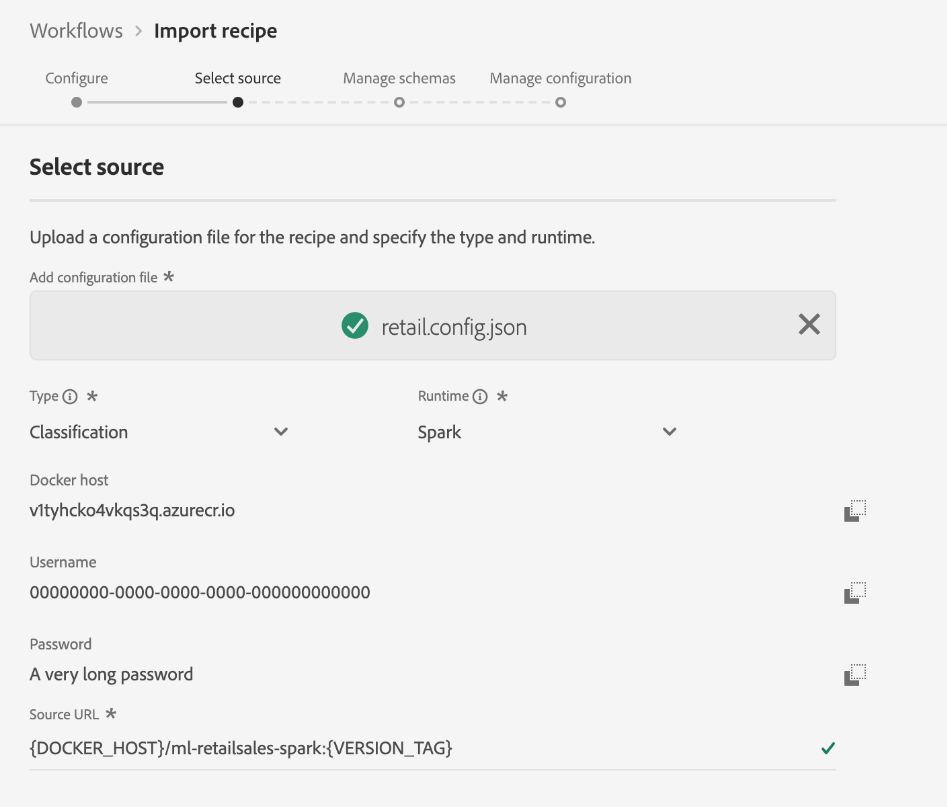 Workflows > Import recipe
Configure Select source Manage schemas Manage configuration
Select source
Upload a configuration file for the recipe and specify the type and runtime.
Add configuration file *
retail.config.json
Type * Runtime *
Classification Spark
Docker host
v1tyhcko4vkqs3q.azurecr.io
Username
00000000-0000-0000-0000-000000000000
Password
A very long password
Source URL *
{DOCKER_HOST}/ml-retailsales-spark:{VERSION_TAG}